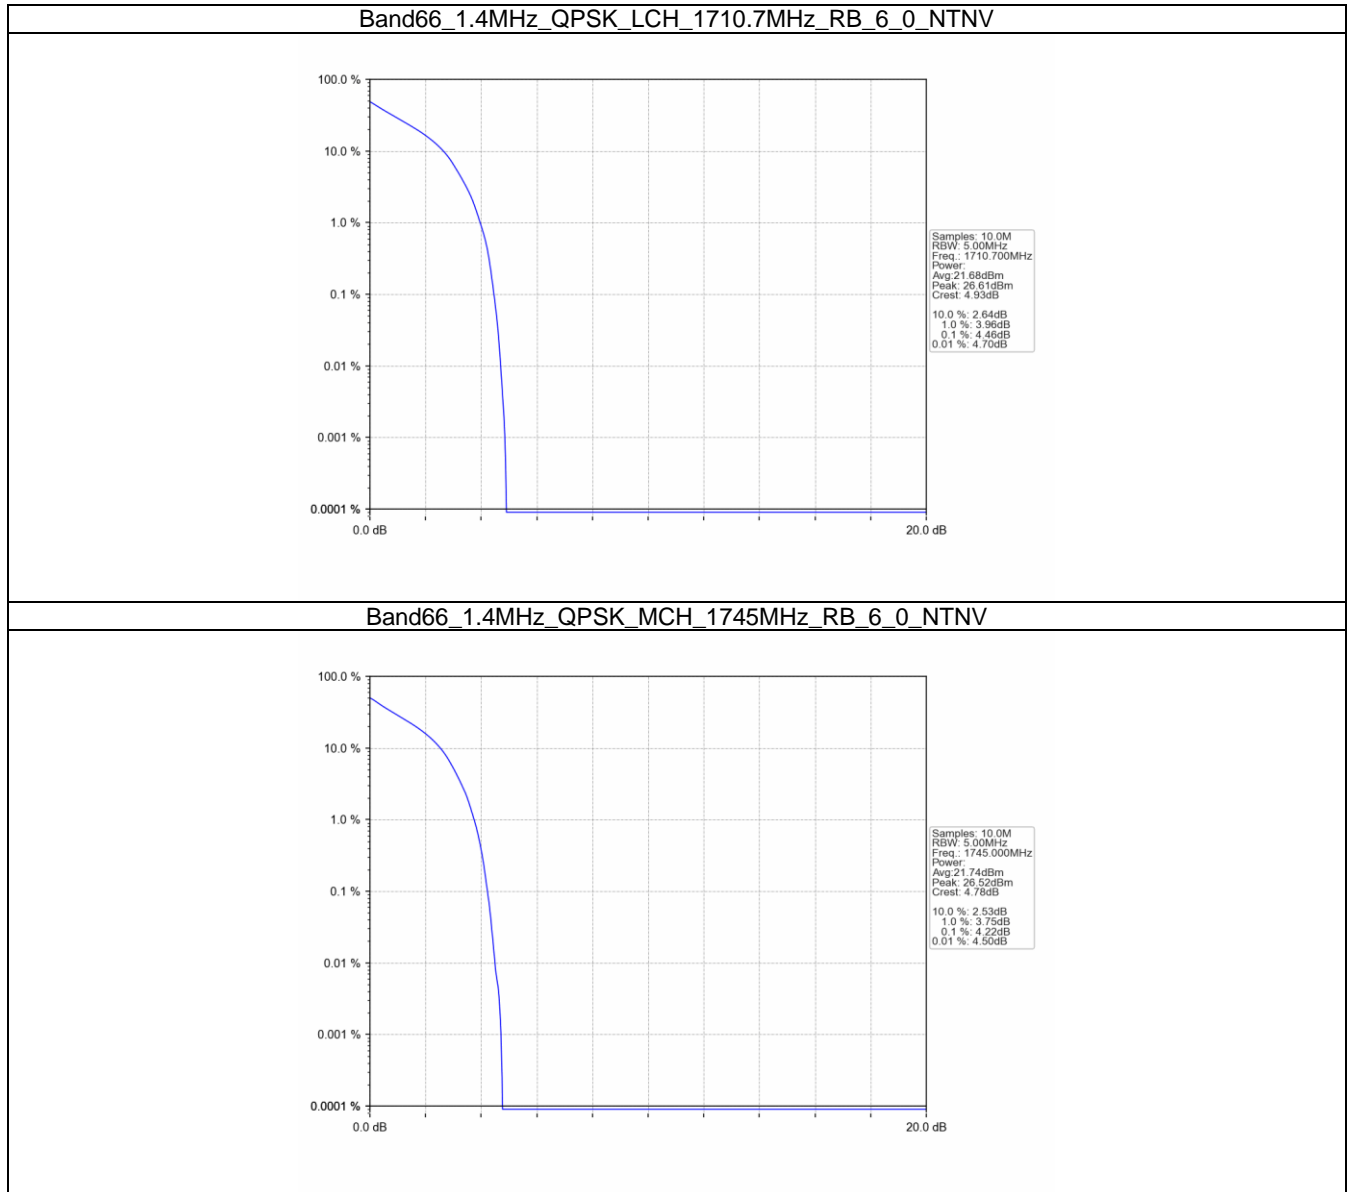 Band66_1.4MHz_QPSK_LCH_1710.7MHz_RB_6_0_NTNV
100.0 %
10.0 %
1.0 %
0.1 %
0.01 %
0.001 %
0.0001 %
0.0 dB
20.0 dB
Samples: 10.0M
RBW: 5.00MHz
Freq.: 1710.700MHz
Power:
Avg:21.68dBm
Peak: 26.61dBm
Crest: 4.93dB
10.0 %: 2.64dB
1.0 %: 3.96dB
0.1 %: 4.46dB
0.01 %: 4.70dB
Band66_1.4MHz_QPSK_MCH_1745MHz_RB_6_0_NTNV
100.0 %
10.0 %
1.0 %
0.1 %
0.01 %
0.001 %
0.0001 %
0.0 dB
20.0 dB
Samples: 10.0M
RBW: 5.00MHz
Freq.: 1745.000MHz
Power:
Avg:21.74dBm
Peak: 26.52dBm
Crest: 4.78dB
10.0 %: 2.53dB
1.0 %: 3.75dB
0.1 %: 4.22dB
0.01 %: 4.50dB